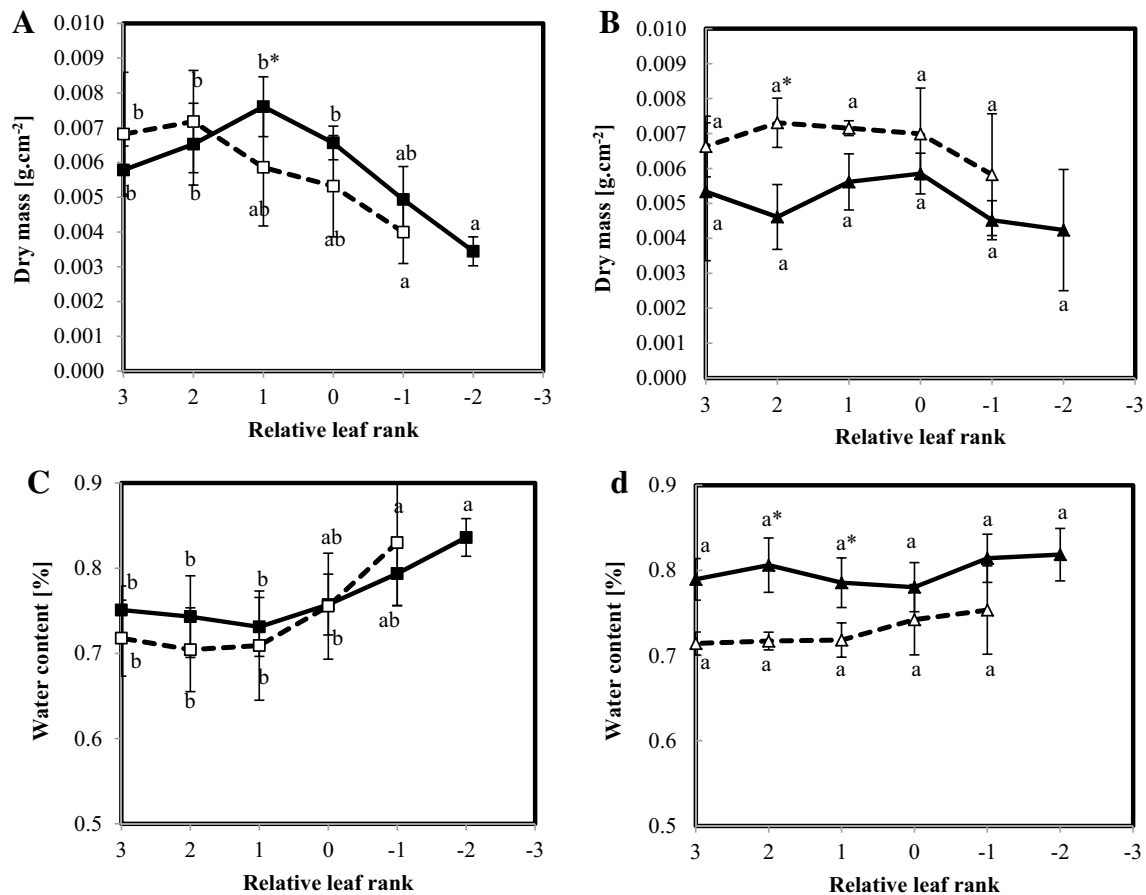 A
Dry mass [g.cm-2]
0.010
0.009
0.008
0.007
0.006
0.005
0.004
0.003
0.002
0.001
0.000
b b b* b ab a
b b ab ab a
3 2 1 0 -1 -2 -3
Relative leaf rank
B
Dry mass [g.cm-2]
0.010
0.009
0.008
0.007
0.006
0.005
0.004
0.003
0.002
0.001
0.000
a a* a a a
a a a a a a
3 2 1 0 -1 -2 -3
Relative leaf rank
C
Water content [%]
0.9
0.8
0.7
0.6
0.5
b b b ab a a
b b b b ab
3 2 1 0 -1 -2 -3
Relative leaf rank
d
Water content [%]
0.9
0.8
0.7
0.6
0.5
a a* a* a a a
a a a a a
3 2 1 0 -1 -2 -3
Relative leaf rank